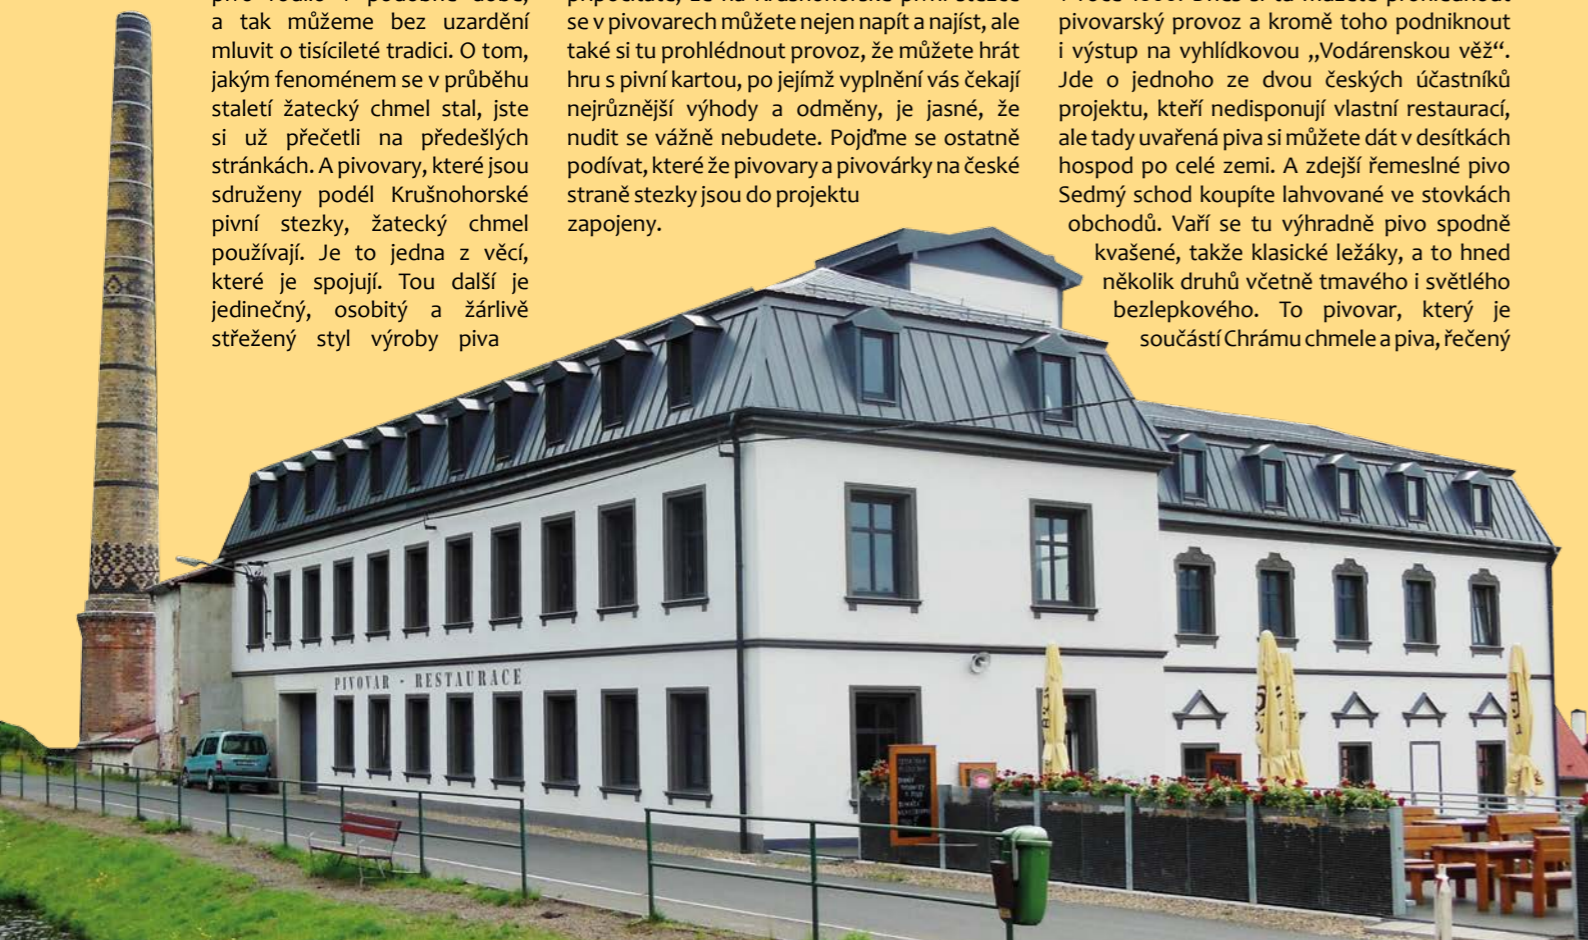 a tak můžeme bez uzardění
mluvit o tisícileté tradici. O tom,
jakým fenoménem se v průběhu
staletí žatecký chmel stal, jste
si už přečetli na předešlých
stránkách. A pivovary, které jsou
sdruženy podél Krušnohorské
pivní stezky, žatecký chmel
používají. Je to jedna z věcí,
které je spojují. Tou další je
jedinečný, osobitý a žárlivě
střežený styl výroby piva
se v pivovarech můžete nejen napít a najíst, ale
také si tu prohlédnout provoz, že můžete hrát
hru s pivní kartou, po jejímž vyplnění vás čekají
nejrůznější výhody a odměny, je jasné, že
nudit se vážně nebudete. Pojďme se ostatně
podívat, které že pivovary a pivovárky na české
straně stezky jsou do projektu
zapojeny.
pivovarský provoz a kromě toho podniknout
i výstup na vyhlídkovou „Vodárenskou věž“.
Jde o jednoho ze dvou českých účastníků
projektu, kteří nedisponují vlastní restaurací,
ale tady uvařená piva si můžete dát v desítkách
hospod po celé zemi. A zdejší řemeslné pivo
Sedmý schod koupíte lahvované ve stovkách
obchodů. Vaří se tu výhradně pivo spodně
kvašené, takže klasické ležáky, a to hned
několik druhů včetně tmavého i světlého
bezlepkového. To pivovar, který je
součástí Chrámu chmele a piva, řečený
PIVOVAR - RESTAURACE